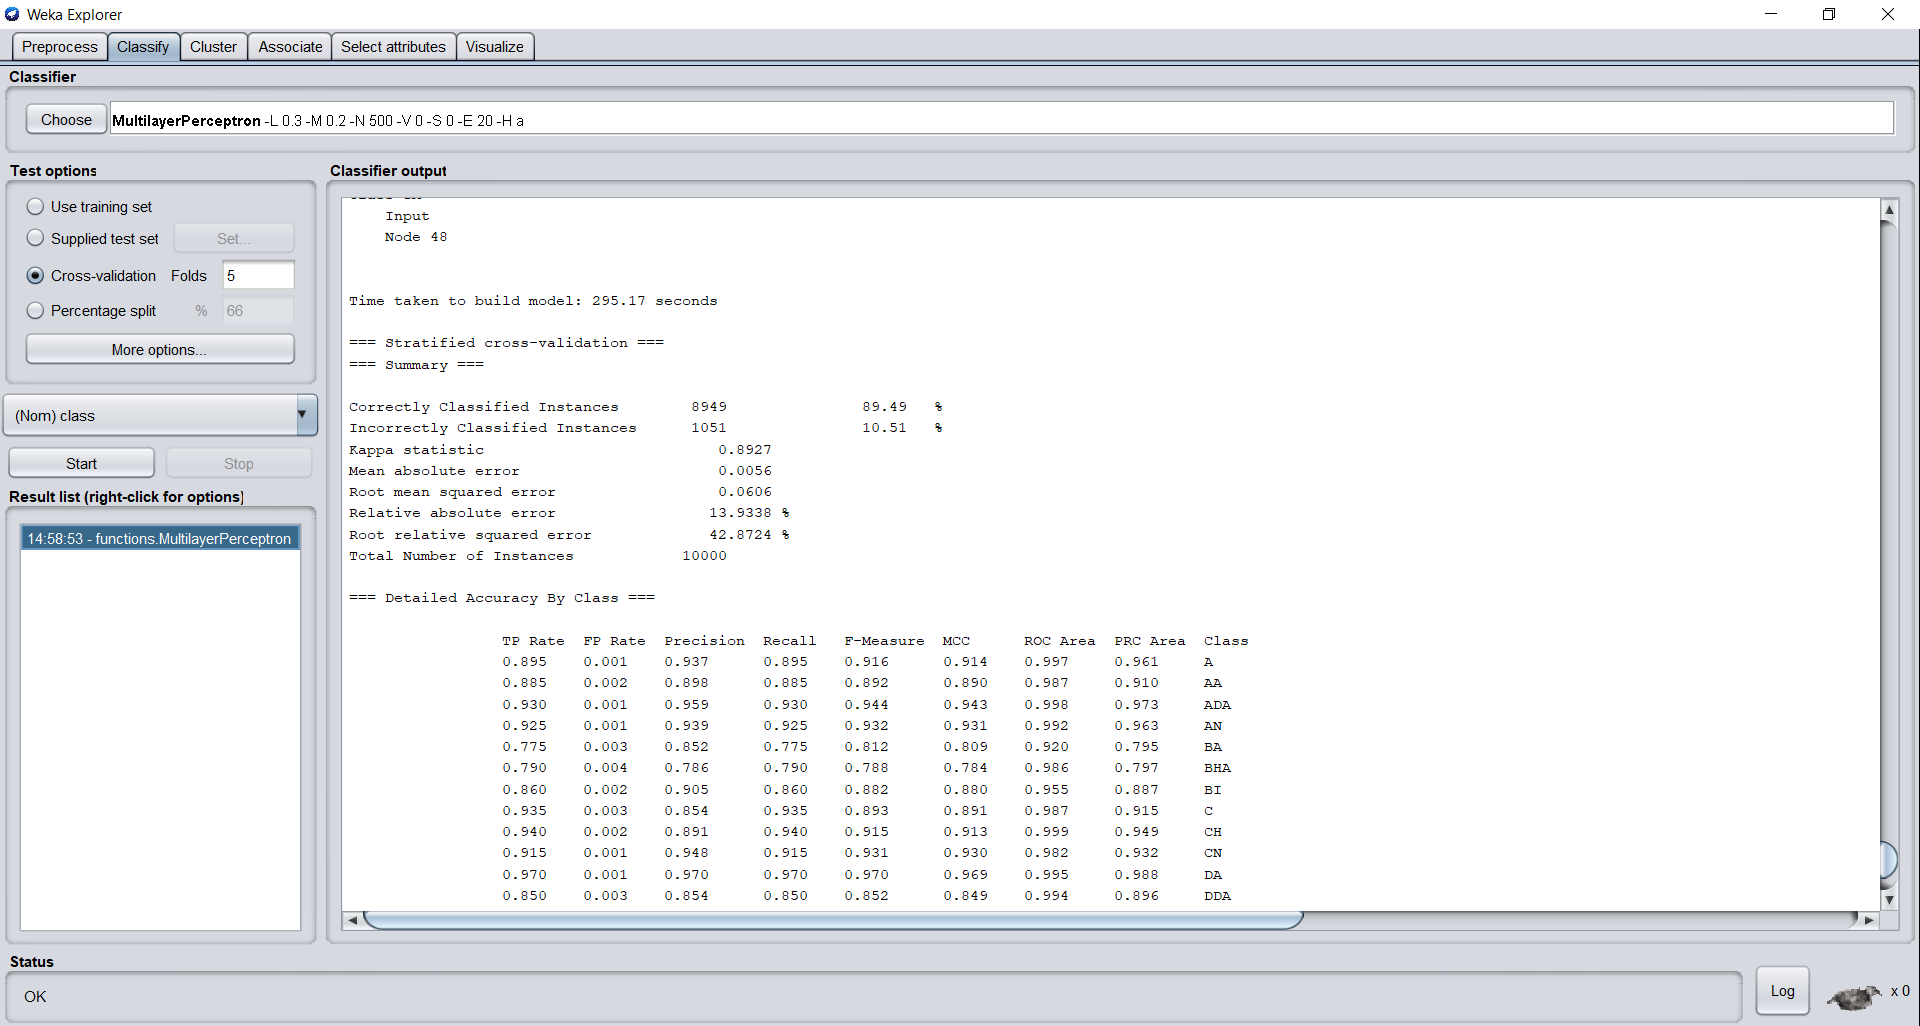 Weka Explorer
Preprocess Classify Cluster Associate Select attributes Visualize
Classifier
Choose MultilayerPerceptron -L 0.3 -M 0.2 -N 500 -V 0 -S 0 -E 20 -H a
Test options
Use training set
Supplied test set Set...
Cross-validation Folds 5
Percentage split % 66
More options...
(Nom) class
Start Stop
Result list (right-click for options)
14:58:53 - functions.MultilayerPerceptron
Classifier output
Input
Node 48
Time taken to build model: 295.17 seconds
=== Stratified cross-validation ===
=== Summary ===
Correctly Classified Instances 8949 89.49 %
Incorrectly Classified Instances 1051 10.51 %
Kappa statistic 0.8927
Mean absolute error 0.0056
Root mean squared error 0.0606
Relative absolute error 13.9338 %
Root relative squared error 42.8724 %
Total Number of Instances 10000
=== Detailed Accuracy By Class ===
TP Rate FP Rate Precision Recall F-Measure MCC ROC Area PRC Area Class
0.895 0.001 0.937 0.895 0.916 0.914 0.997 0.961 A
0.885 0.002 0.898 0.885 0.892 0.890 0.987 0.910 AA
0.930 0.001 0.959 0.930 0.944 0.943 0.998 0.973 ADA
0.925 0.001 0.939 0.925 0.932 0.931 0.992 0.963 AN
0.775 0.003 0.852 0.775 0.812 0.809 0.920 0.795 BA
0.790 0.004 0.786 0.790 0.788 0.784 0.986 0.797 BHA
0.860 0.002 0.905 0.860 0.882 0.880 0.955 0.887 BI
0.935 0.003 0.854 0.935 0.893 0.891 0.987 0.915 C
0.940 0.002 0.891 0.940 0.915 0.913 0.999 0.949 CH
0.915 0.001 0.948 0.915 0.931 0.930 0.982 0.932 CN
0.970 0.001 0.970 0.970 0.970 0.969 0.995 0.988 DA
0.850 0.003 0.854 0.850 0.852 0.849 0.994 0.896 DDA
Status
OK
Log x 0